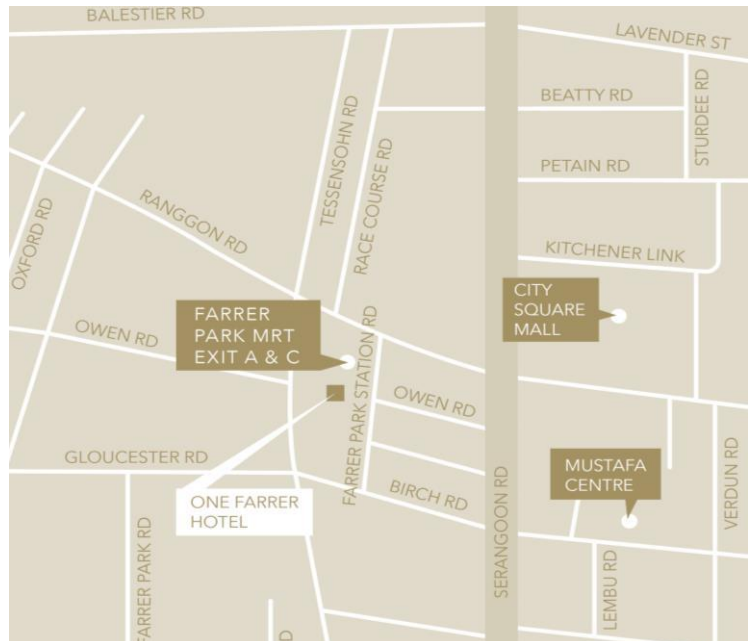 BALESTIER RD
LAVENDER ST
BEATTY RD
STURDEE RD
PETAIN RD
TESSENSOHN RD
RACE COURSE RD
RANGGON RD
OXFORD RD
KITCHENER LINK
CITY
SQUARE
MALL
FARRER
PARK MRT
EXIT A & C
OWEN RD
FARRER PARK STATION RD
OWEN RD
GLOUCESTER RD
BIRCH RD
MUSTAFA
CENTRE
VERDUN RD
ONE FARRER
HOTEL
SERANGOON RD
FARRER PARK RD
LEMBU RD
D